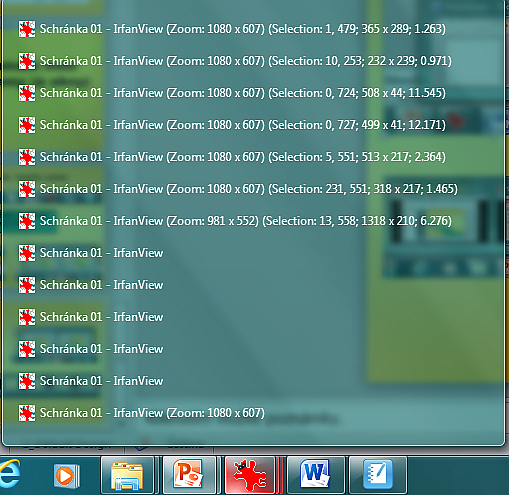 Schránka 01 - IrfanView (Zoom: 1080 x 607) (Selection: 1, 479; 365 x 289; 1.263)
Schránka 01 - IrfanView (Zoom: 1080 x 607) (Selection: 10, 253; 232 x 239; 0.971)
Schránka 01 - IrfanView (Zoom: 1080 x 607) (Selection: 0, 724; 508 x 44; 11.545)
Schránka 01 - IrfanView (Zoom: 1080 x 607) (Selection: 0, 727; 499 x 41; 12.171)
Schránka 01 - IrfanView (Zoom: 1080 x 607) (Selection: 5, 551; 513 x 217; 2.364)
Schránka 01 - IrfanView (Zoom: 1080 x 607) (Selection: 231, 551; 318 x 217; 1.465)
Schránka 01 - IrfanView (Zoom: 981 x 552) (Selection: 13, 558; 1318 x 210; 6.276)
Schránka 01 - IrfanView
Schránka 01 - IrfanView
Schránka 01 - IrfanView
Schránka 01 - IrfanView
Schránka 01 - IrfanView
Schránka 01 - IrfanView (Zoom: 1080 x 607)